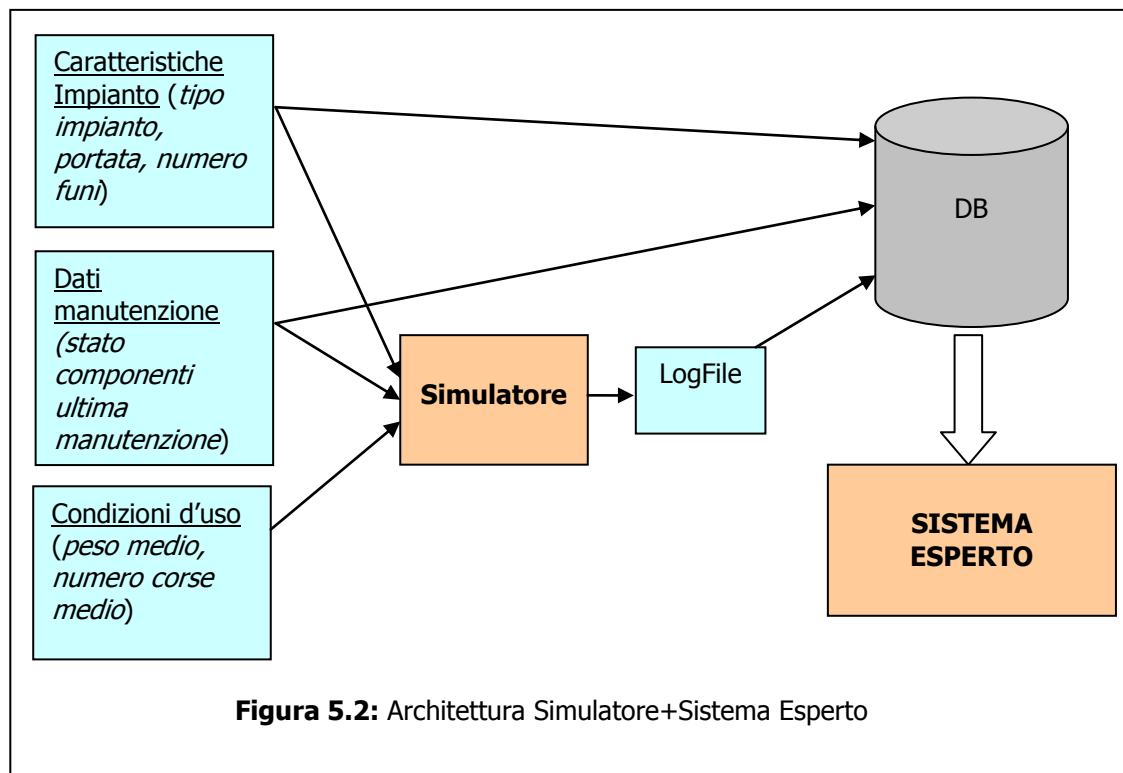 Caratteristiche
Impianto (tipo
impianto,
portata, numero
funi)
DB
Dati
manutenzione
(stato
componenti
ultima
manutenzione)
Simulatore
LogFile
Condizioni d’uso
(peso medio,
numero corse
medio)
SISTEMA
ESPERTO
Figura 5.2: Architettura Simulatore+Sistema Esperto